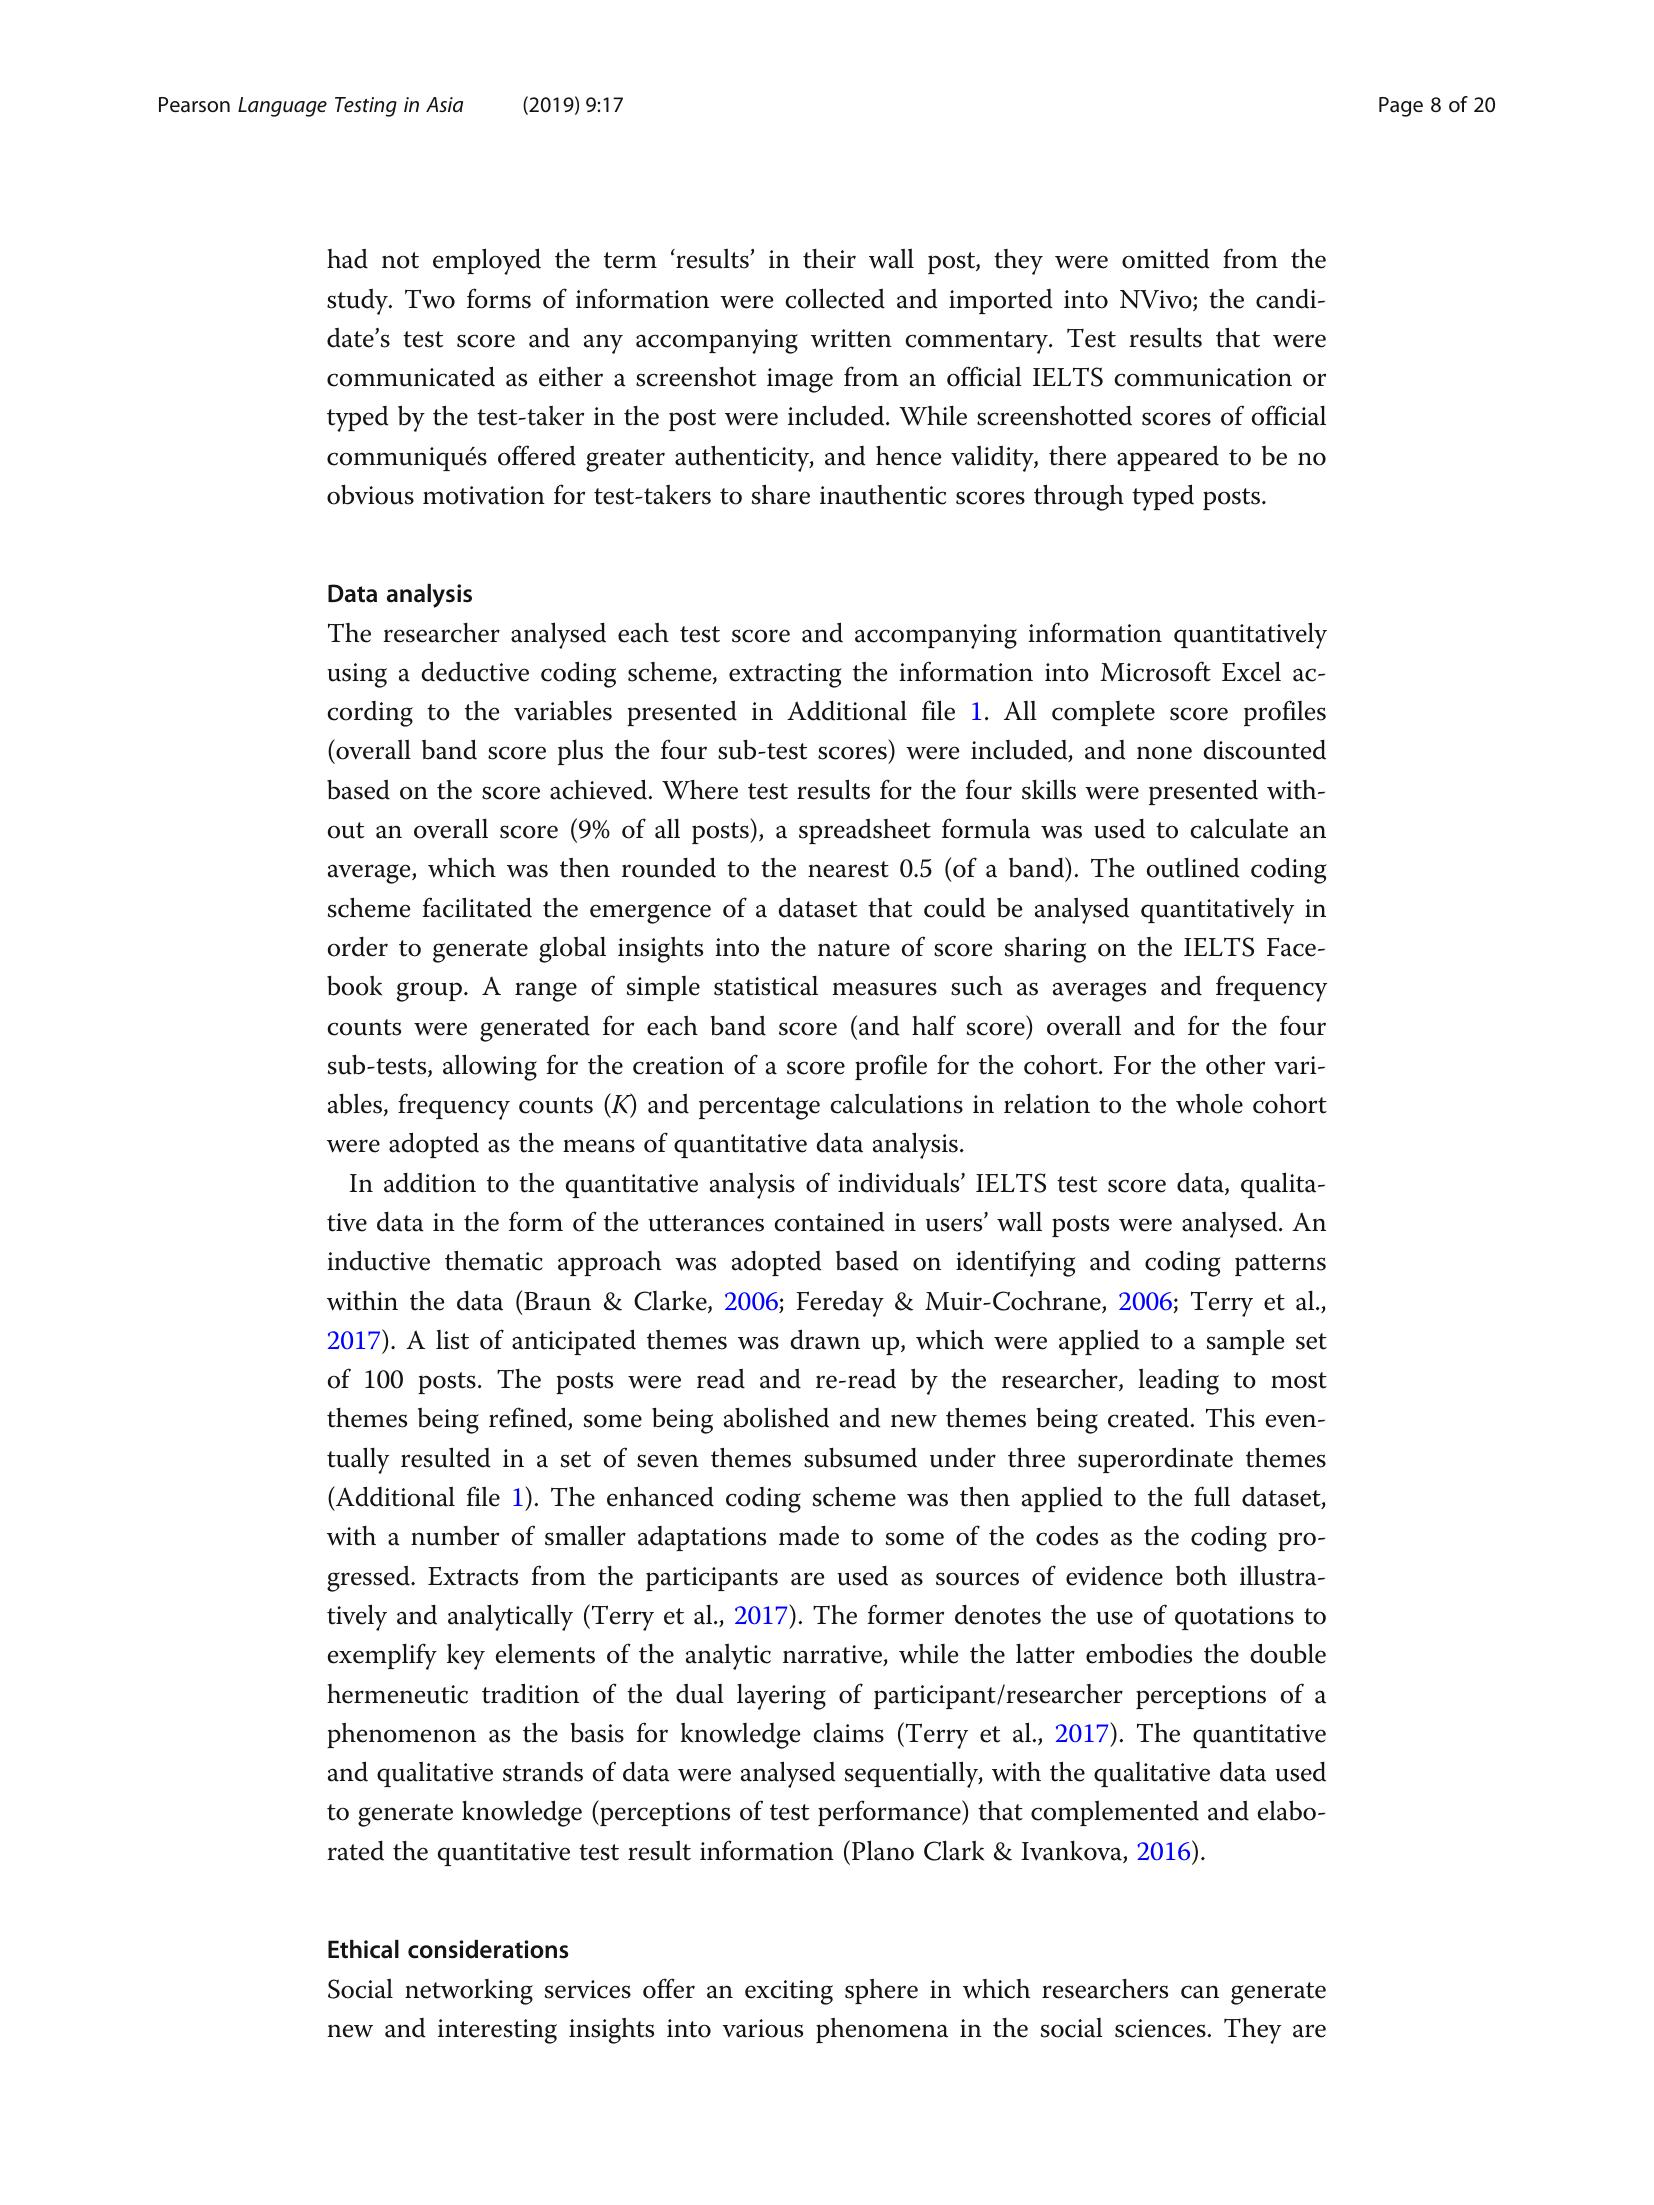 Pearson Language Testing in Asia (2019) 9:17 Page 8 of 20
had not employed the term ‘results’ in their wall post, they were omitted from the
study. Two forms of information were collected and imported into NVivo; the candi-
date’s test score and any accompanying written commentary. Test results that were
communicated as either a screenshot image from an official IELTS communication or
typed by the test-taker in the post were included. While screenshotted scores of official
communiqués offered greater authenticity, and hence validity, there appeared to be no
obvious motivation for test-takers to share inauthentic scores through typed posts.
Data analysis
The researcher analysed each test score and accompanying information quantitatively
using a deductive coding scheme, extracting the information into Microsoft Excel ac-
cording to the variables presented in Additional file 1. All complete score profiles
(overall band score plus the four sub-test scores) were included, and none discounted
based on the score achieved. Where test results for the four skills were presented with-
out an overall score (9% of all posts), a spreadsheet formula was used to calculate an
average, which was then rounded to the nearest 0.5 (of a band). The outlined coding
scheme facilitated the emergence of a dataset that could be analysed quantitatively in
order to generate global insights into the nature of score sharing on the IELTS Face-
book group. A range of simple statistical measures such as averages and frequency
counts were generated for each band score (and half score) overall and for the four
sub-tests, allowing for the creation of a score profile for the cohort. For the other vari-
ables, frequency counts (K) and percentage calculations in relation to the whole cohort
were adopted as the means of quantitative data analysis.
In addition to the quantitative analysis of individuals’ IELTS test score data, qualita-
tive data in the form of the utterances contained in users’ wall posts were analysed. An
inductive thematic approach was adopted based on identifying and coding patterns
within the data (Braun & Clarke, 2006; Fereday & Muir-Cochrane, 2006; Terry et al.,
2017). A list of anticipated themes was drawn up, which were applied to a sample set
of 100 posts. The posts were read and re-read by the researcher, leading to most
themes being refined, some being abolished and new themes being created. This even-
tually resulted in a set of seven themes subsumed under three superordinate themes
(Additional file 1). The enhanced coding scheme was then applied to the full dataset,
with a number of smaller adaptations made to some of the codes as the coding pro-
gressed. Extracts from the participants are used as sources of evidence both illustra-
tively and analytically (Terry et al., 2017). The former denotes the use of quotations to
exemplify key elements of the analytic narrative, while the latter embodies the double
hermeneutic tradition of the dual layering of participant/researcher perceptions of a
phenomenon as the basis for knowledge claims (Terry et al., 2017). The quantitative
and qualitative strands of data were analysed sequentially, with the qualitative data used
to generate knowledge (perceptions of test performance) that complemented and elabo-
rated the quantitative test result information (Plano Clark & Ivankova, 2016).
Ethical considerations
Social networking services offer an exciting sphere in which researchers can generate
new and interesting insights into various phenomena in the social sciences. They are